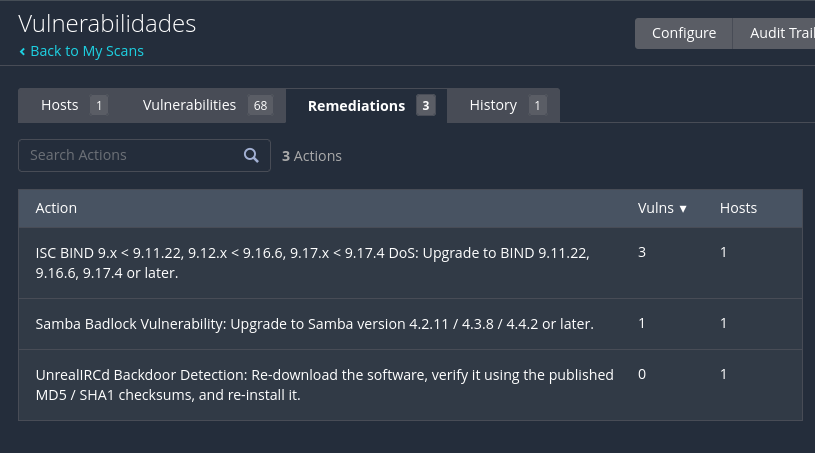 Vulnerabilidades
Configure
Audit Trail
‹ Back to My Scans
Hosts 1
Vulnerabilities 68
Remediations 3
History 1
Search Actions
3 Actions
Action Vulns ▼ Hosts
ISC BIND 9.x < 9.11.22, 9.12.x < 9.16.6, 9.17.x < 9.17.4 DoS: Upgrade to BIND 9.11.22, 3 1
9.16.6, 9.17.4 or later.
Samba Badlock Vulnerability: Upgrade to Samba version 4.2.11 / 4.3.8 / 4.4.2 or later. 1 1
UnrealIRCd Backdoor Detection: Re-download the software, verify it using the published 0 1
MD5 / SHA1 checksums, and re-install it.